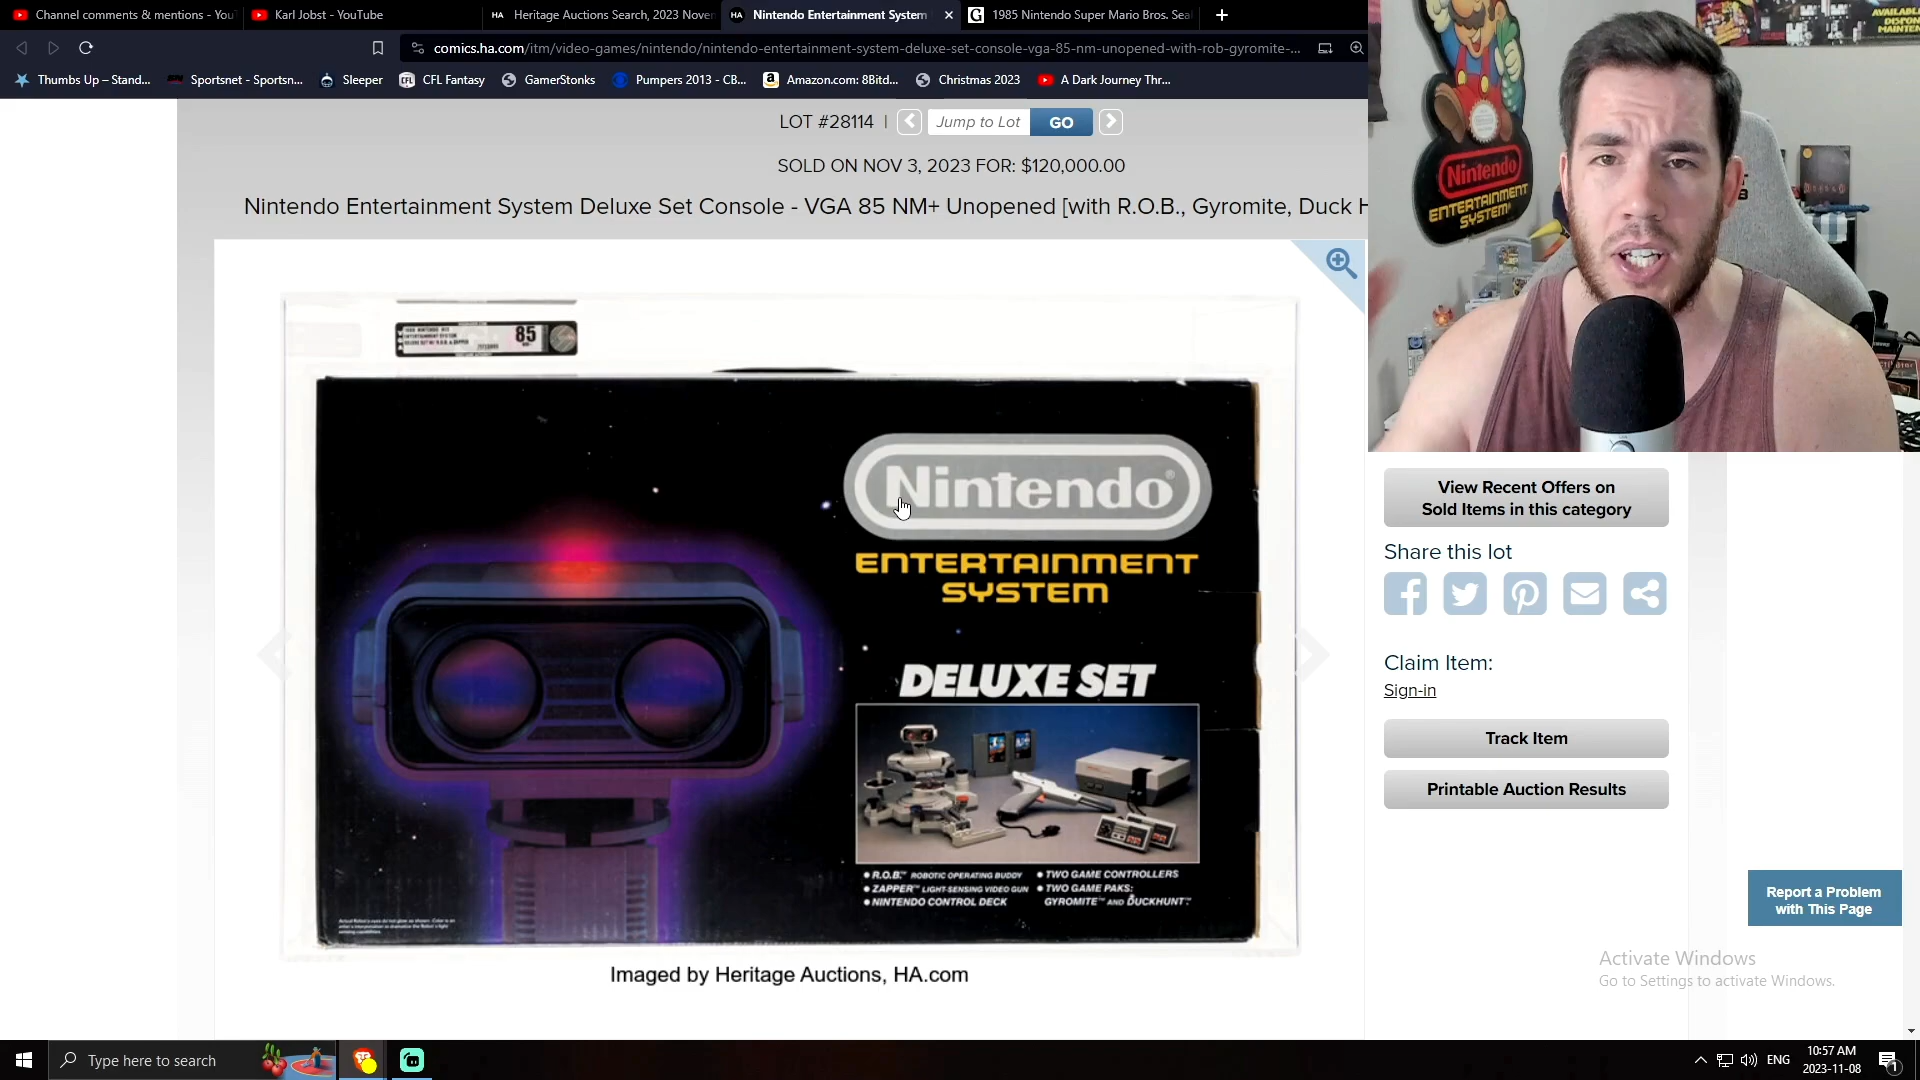 Channel comments & mentions - You
Karl Jobst - YouTube
HA Heritage Auctions Search, 2023 Noven
HA Nintendo Entertainment System
1985 Nintendo Super Mario Bros. Sea
comics.ha.com/itm/video-games/nintendo/nintendo-entertainment-system-deluxe-set-console-vga-85-nm-unopened-with-rob-gyromite-...
Thumbs Up – Stand...
Sportsnet - Sportsn...
Sleeper
CFL Fantasy
GamerStonks
Pumpers 2013 - CB...
Amazon.com: 8Bitd...
Christmas 2023
A Dark Journey Thr...
LOT #28114 | Jump to Lot GO
SOLD ON NOV 3, 2023 FOR: $120,000.00
Nintendo Entertainment System Deluxe Set Console - VGA 85 NM+ Unopened [with R.O.B., Gyromite, Duck H
85
Nintendo®
ENTERTAINMENT
SYSTEM
DELUXE SET
• R.O.B.™ ROBOTIC OPERATING BUDDY
• ZAPPER™ LIGHT-SENSING VIDEO GUN
• NINTENDO CONTROL DECK
• TWO GAME CONTROLLERS
• TWO GAME PAKS:
GYROMITE™ AND DUCKHUNT™
Imaged by Heritage Auctions, HA.com
Nintendo
ENTERTAINMENT
SYSTEM
View Recent Offers on
Sold Items in this category
Share this lot
Claim Item:
Sign-in
Track Item
Printable Auction Results
Report a Problem
with This Page
Activate Windows
Go to Settings to activate Windows.
Type here to search
ENG
10:57 AM
2023-11-08
1